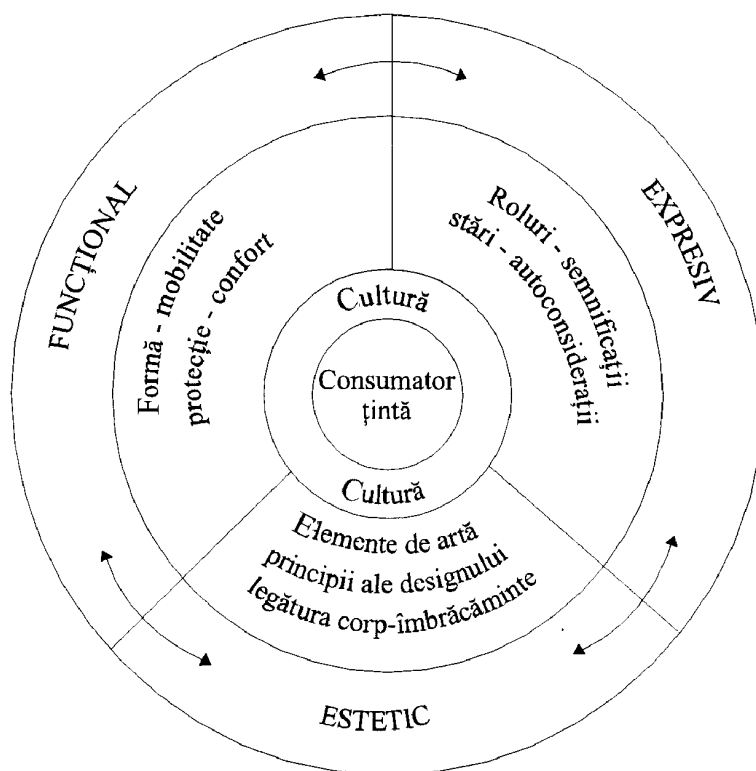 FUNCȚIONAL
Formă - mobilitate
protecție - confort
EXPRESIV
Roluri - semnificații
stări - autoconsiderații
Cultură
Consumator
țintă
Cultură
Elemente de artă
principii ale designului
legătura corp-îmbrăcăminte
ESTETIC